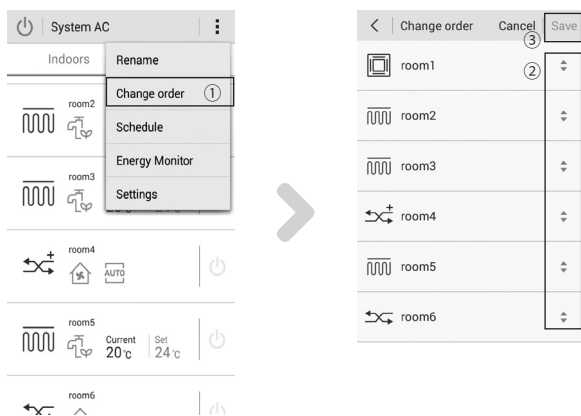 System AC
Indoors
Rename
Change order ①
Schedule
Energy Monitor
Settings
room2
room3
room4
AUTO
room5
Current
20°c
Set
24°c
room6
Change order Cancel Save
③
②
room1
room2
room3
room4
room5
room6